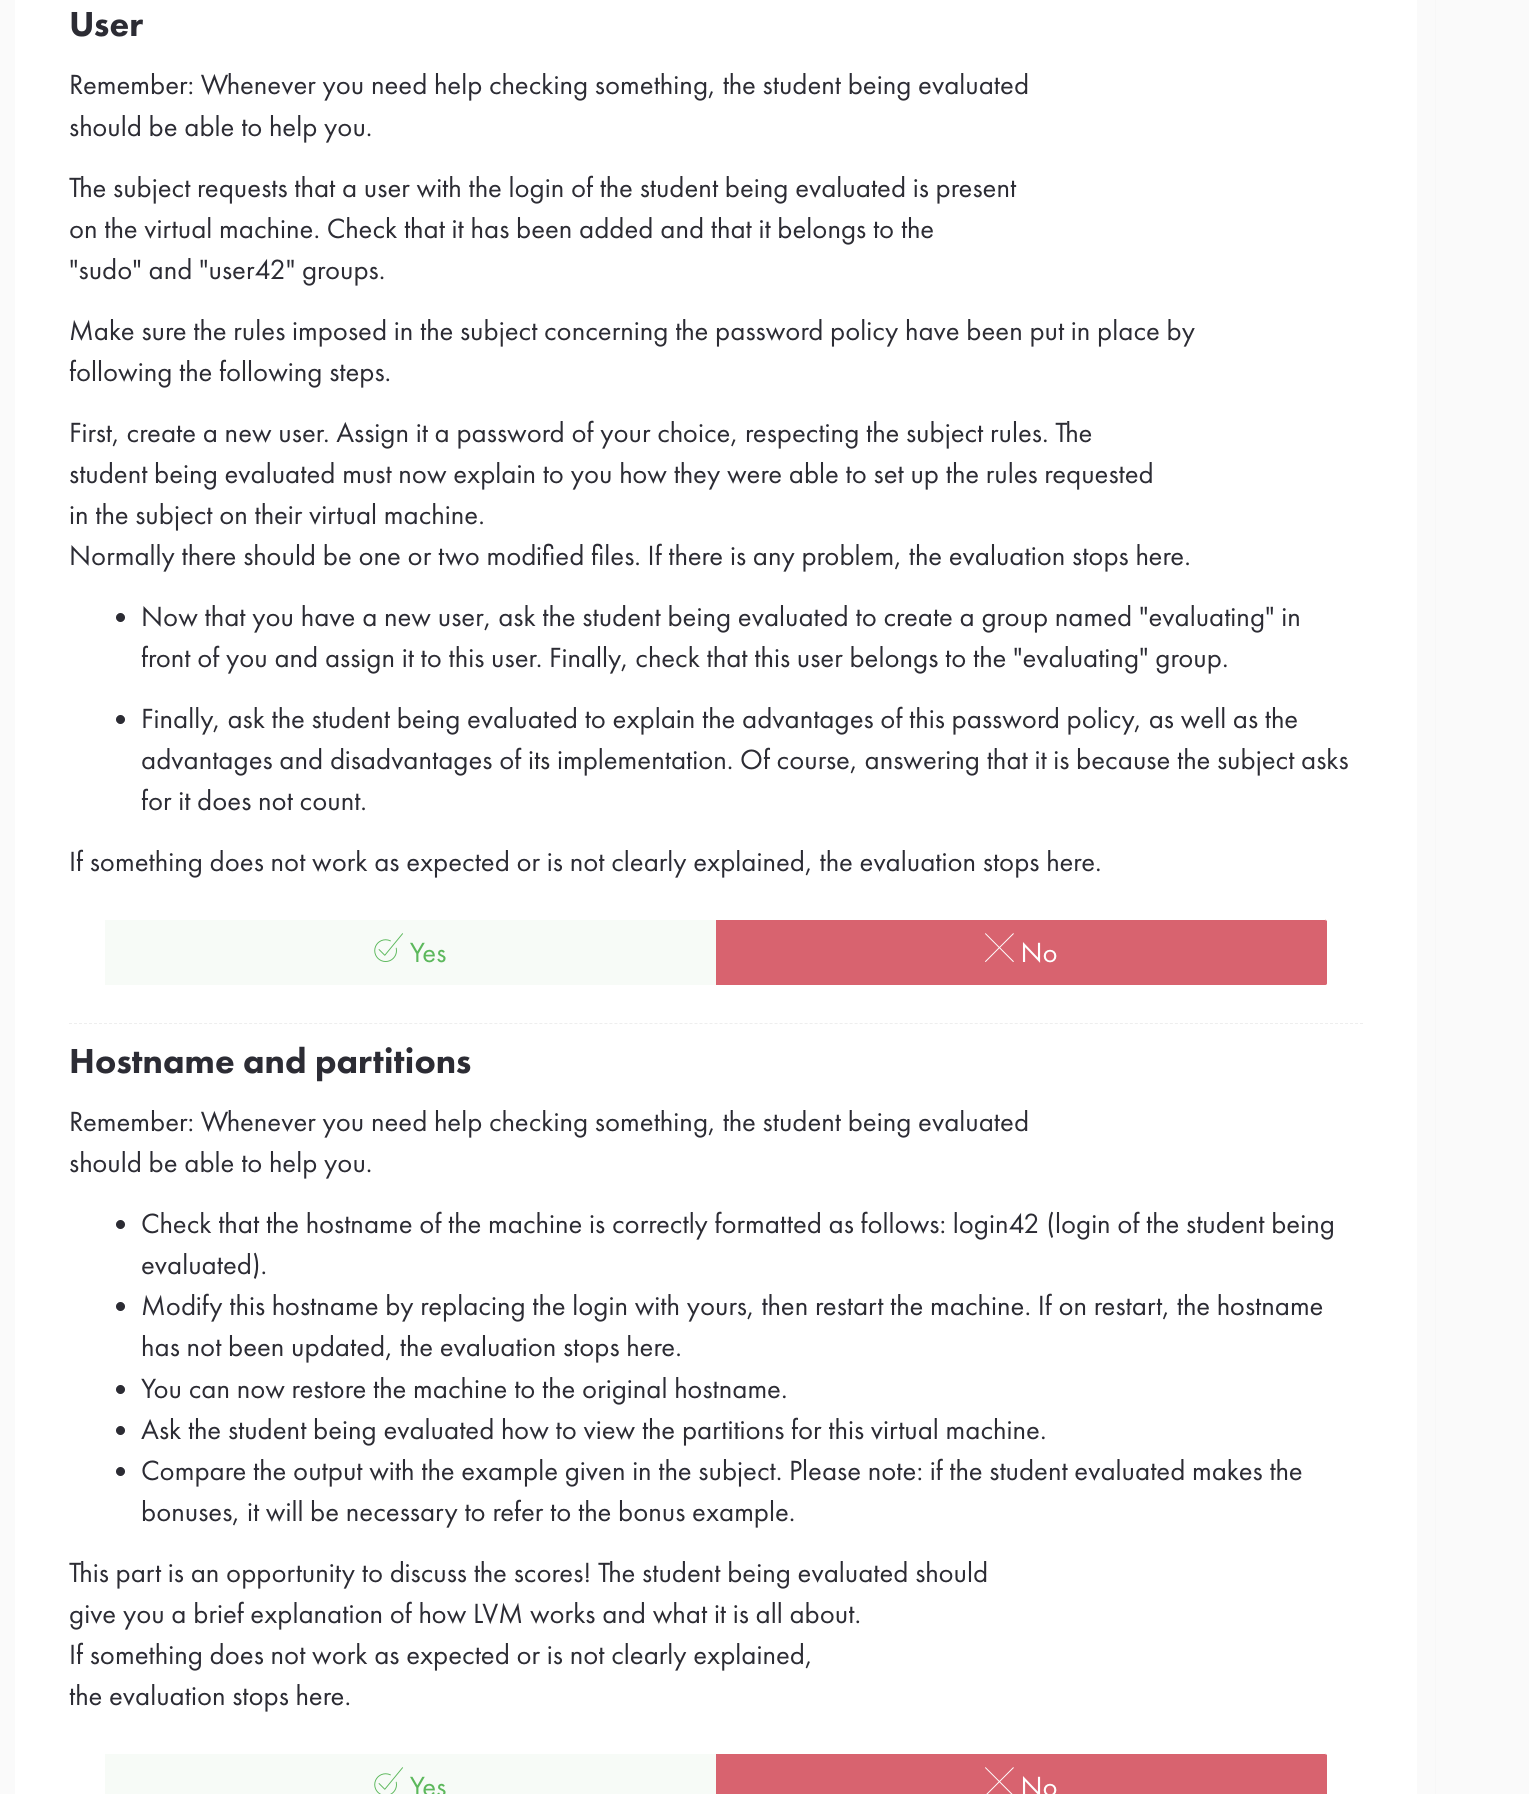 User
Remember: Whenever you need help checking something, the student being evaluated
should be able to help you.
The subject requests that a user with the login of the student being evaluated is present
on the virtual machine. Check that it has been added and that it belongs to the
"sudo" and "user42" groups.
Make sure the rules imposed in the subject concerning the password policy have been put in place by
following the following steps.
First, create a new user. Assign it a password of your choice, respecting the subject rules. The
student being evaluated must now explain to you how they were able to set up the rules requested
in the subject on their virtual machine.
Normally there should be one or two modified files. If there is any problem, the evaluation stops here.
• Now that you have a new user, ask the student being evaluated to create a group named "evaluating" in
front of you and assign it to this user. Finally, check that this user belongs to the "evaluating" group.
• Finally, ask the student being evaluated to explain the advantages of this password policy, as well as the
advantages and disadvantages of its implementation. Of course, answering that it is because the subject asks
for it does not count.
If something does not work as expected or is not clearly explained, the evaluation stops here.
Yes No
Hostname and partitions
Remember: Whenever you need help checking something, the student being evaluated
should be able to help you.
• Check that the hostname of the machine is correctly formatted as follows: login42 (login of the student being
evaluated).
• Modify this hostname by replacing the login with yours, then restart the machine. If on restart, the hostname
has not been updated, the evaluation stops here.
• You can now restore the machine to the original hostname.
• Ask the student being evaluated how to view the partitions for this virtual machine.
• Compare the output with the example given in the subject. Please note: if the student evaluated makes the
bonuses, it will be necessary to refer to the bonus example.
This part is an opportunity to discuss the scores! The student being evaluated should
give you a brief explanation of how LVM works and what it is all about.
If something does not work as expected or is not clearly explained,
the evaluation stops here.
Yes No